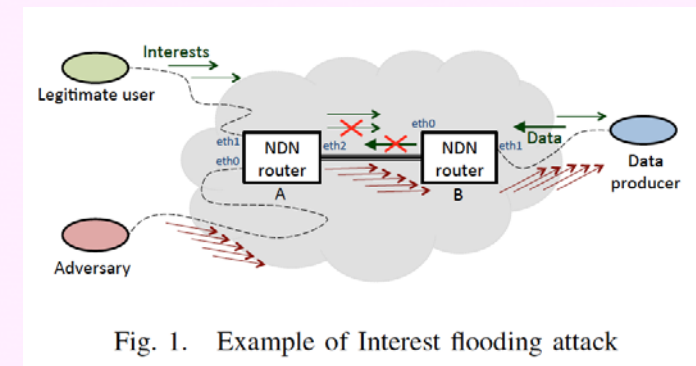 Interests
Legitimate user
eth1
eth0
NDN
router
A
eth2
eth0
NDN
router
B
eth1
Data
Data
producer
Adversary
Fig. 1. Example of Interest flooding attack